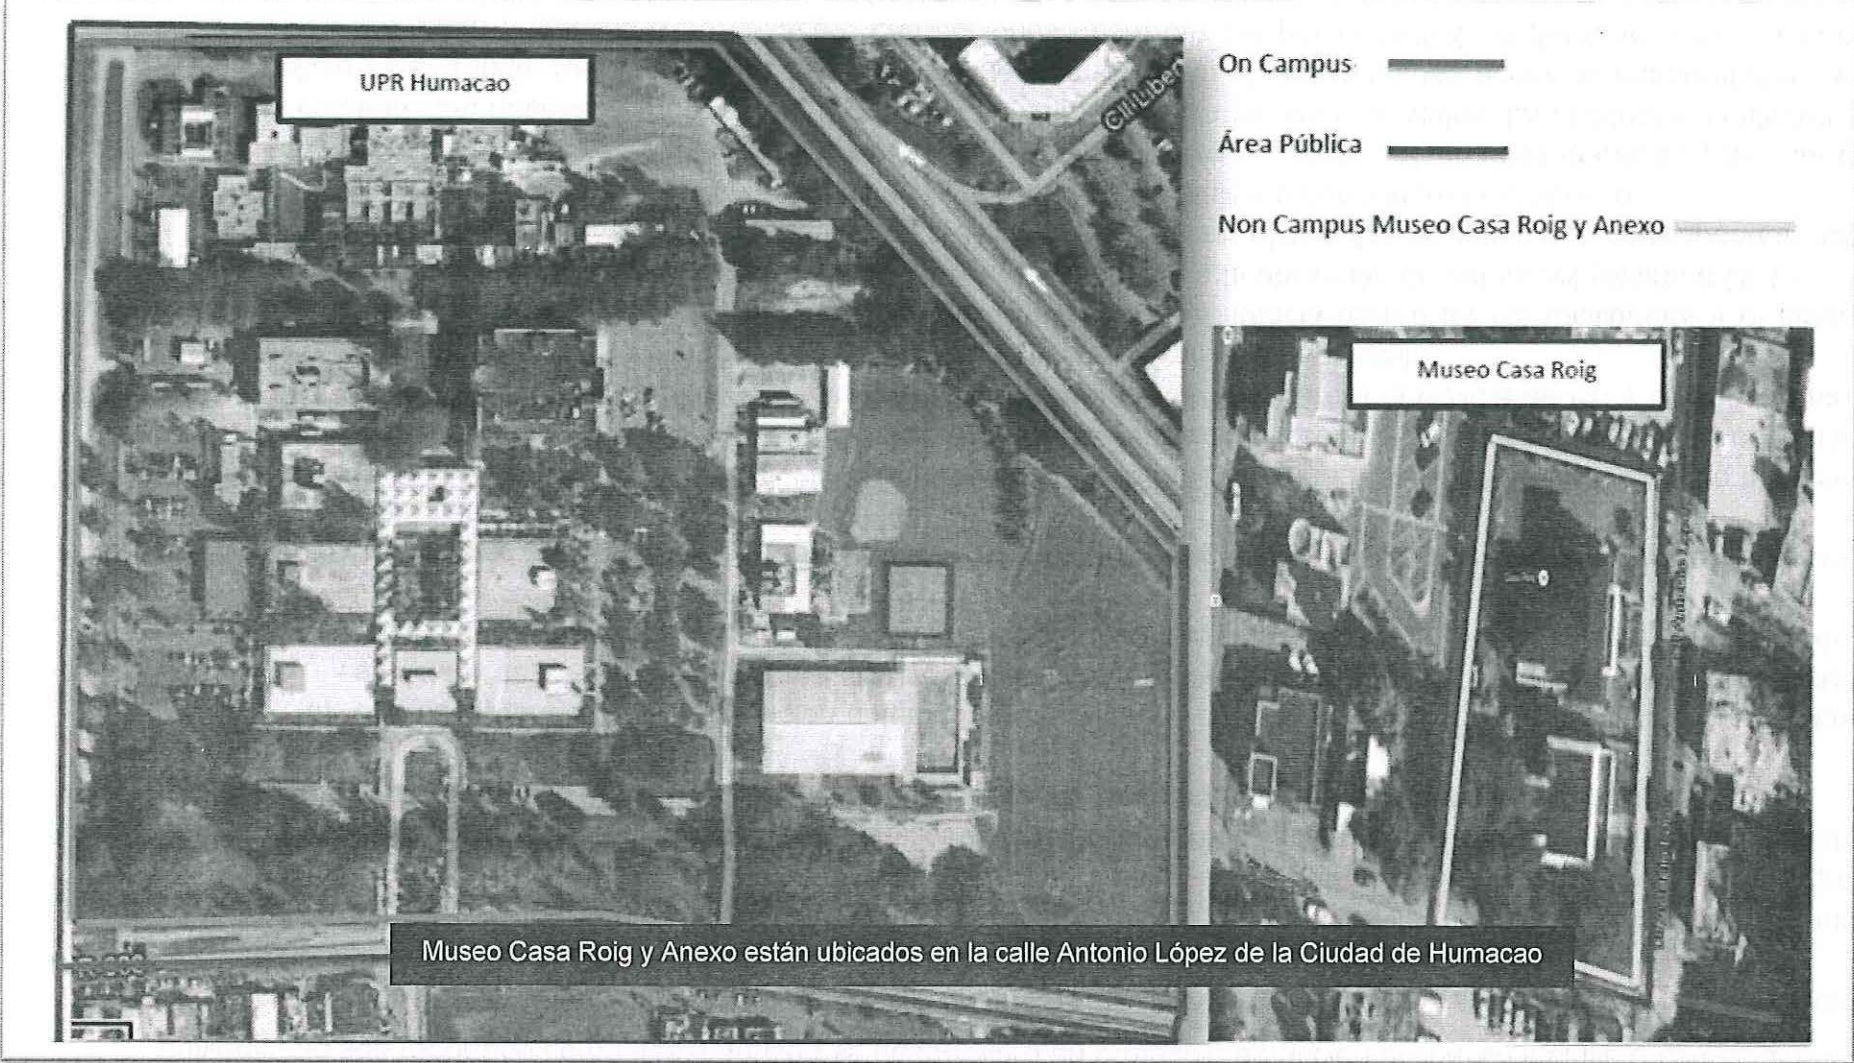 UPR Humacao
On Campus
Área Pública
Non Campus Museo Casa Roig y Anexo
Museo Casa Roig
Museo Casa Roig y Anexo están ubicados en la calle Antonio López de la Ciudad de Humacao